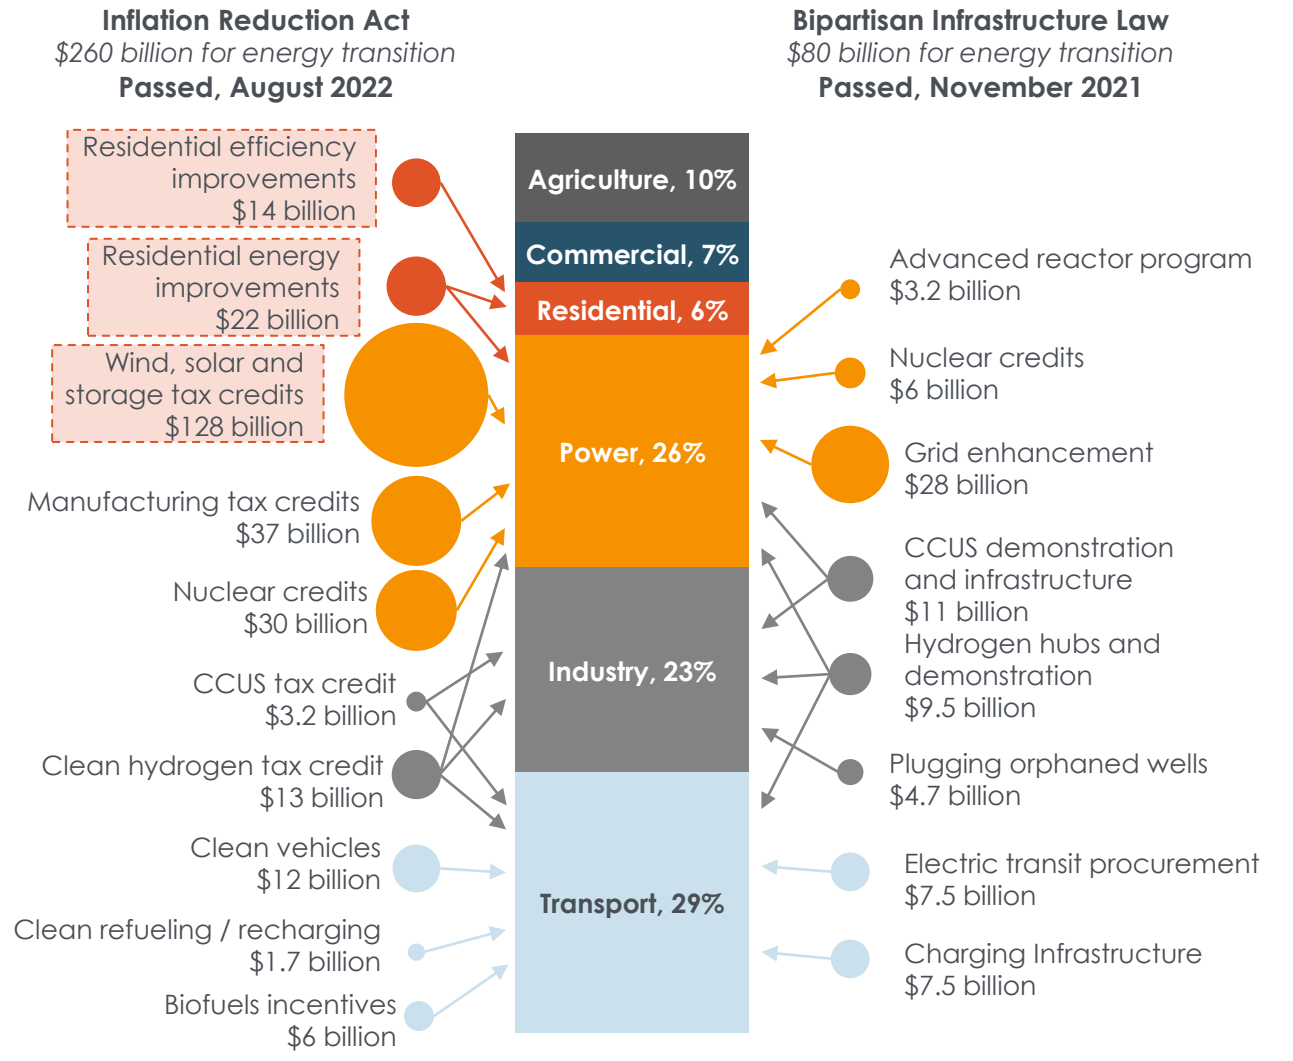 Inflation Reduction Act
$260 billion for energy transition
Passed, August 2022
Bipartisan Infrastructure Law
$80 billion for energy transition
Passed, November 2021
Residential efficiency
improvements
$14 billion
Residential energy
improvements
$22 billion
Wind, solar and
storage tax credits
$128 billion
Manufacturing tax credits
$37 billion
Nuclear credits
$30 billion
CCUS tax credit
$3.2 billion
Clean hydrogen tax credit
$13 billion
Clean vehicles
$12 billion
Clean refueling / recharging
$1.7 billion
Biofuels incentives
$6 billion
Agriculture, 10%
Commercial, 7%
Residential, 6%
Power, 26%
Industry, 23%
Transport, 29%
Advanced reactor program
$3.2 billion
Nuclear credits
$6 billion
Grid enhancement
$28 billion
CCUS demonstration
and infrastructure
$11 billion
Hydrogen hubs and
demonstration
$9.5 billion
Plugging orphaned wells
$4.7 billion
Electric transit procurement
$7.5 billion
Charging Infrastructure
$7.5 billion